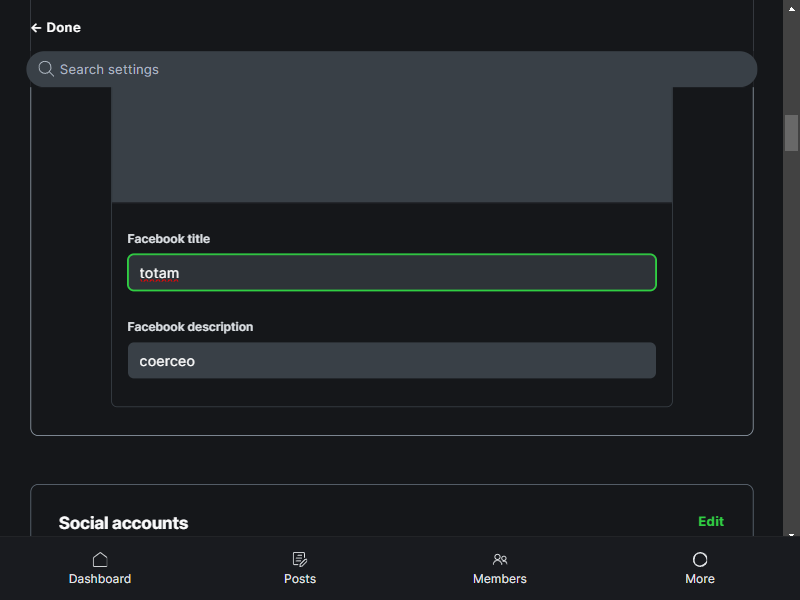 Done
Search settings
Facebook title
totam
Facebook description
coerceo
Social accounts
Edit
Dashboard
Posts
Members
More